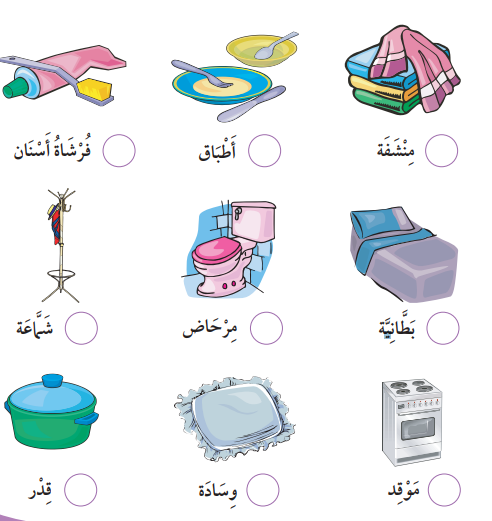 مِنْشَفَة أَطْبَاق فُرْشَاةُ أَسْنَان
بَطَّانِيَّة مِرْحَاض شَمَّاعَة
مَوْقِد وِسَادَة قِدْر